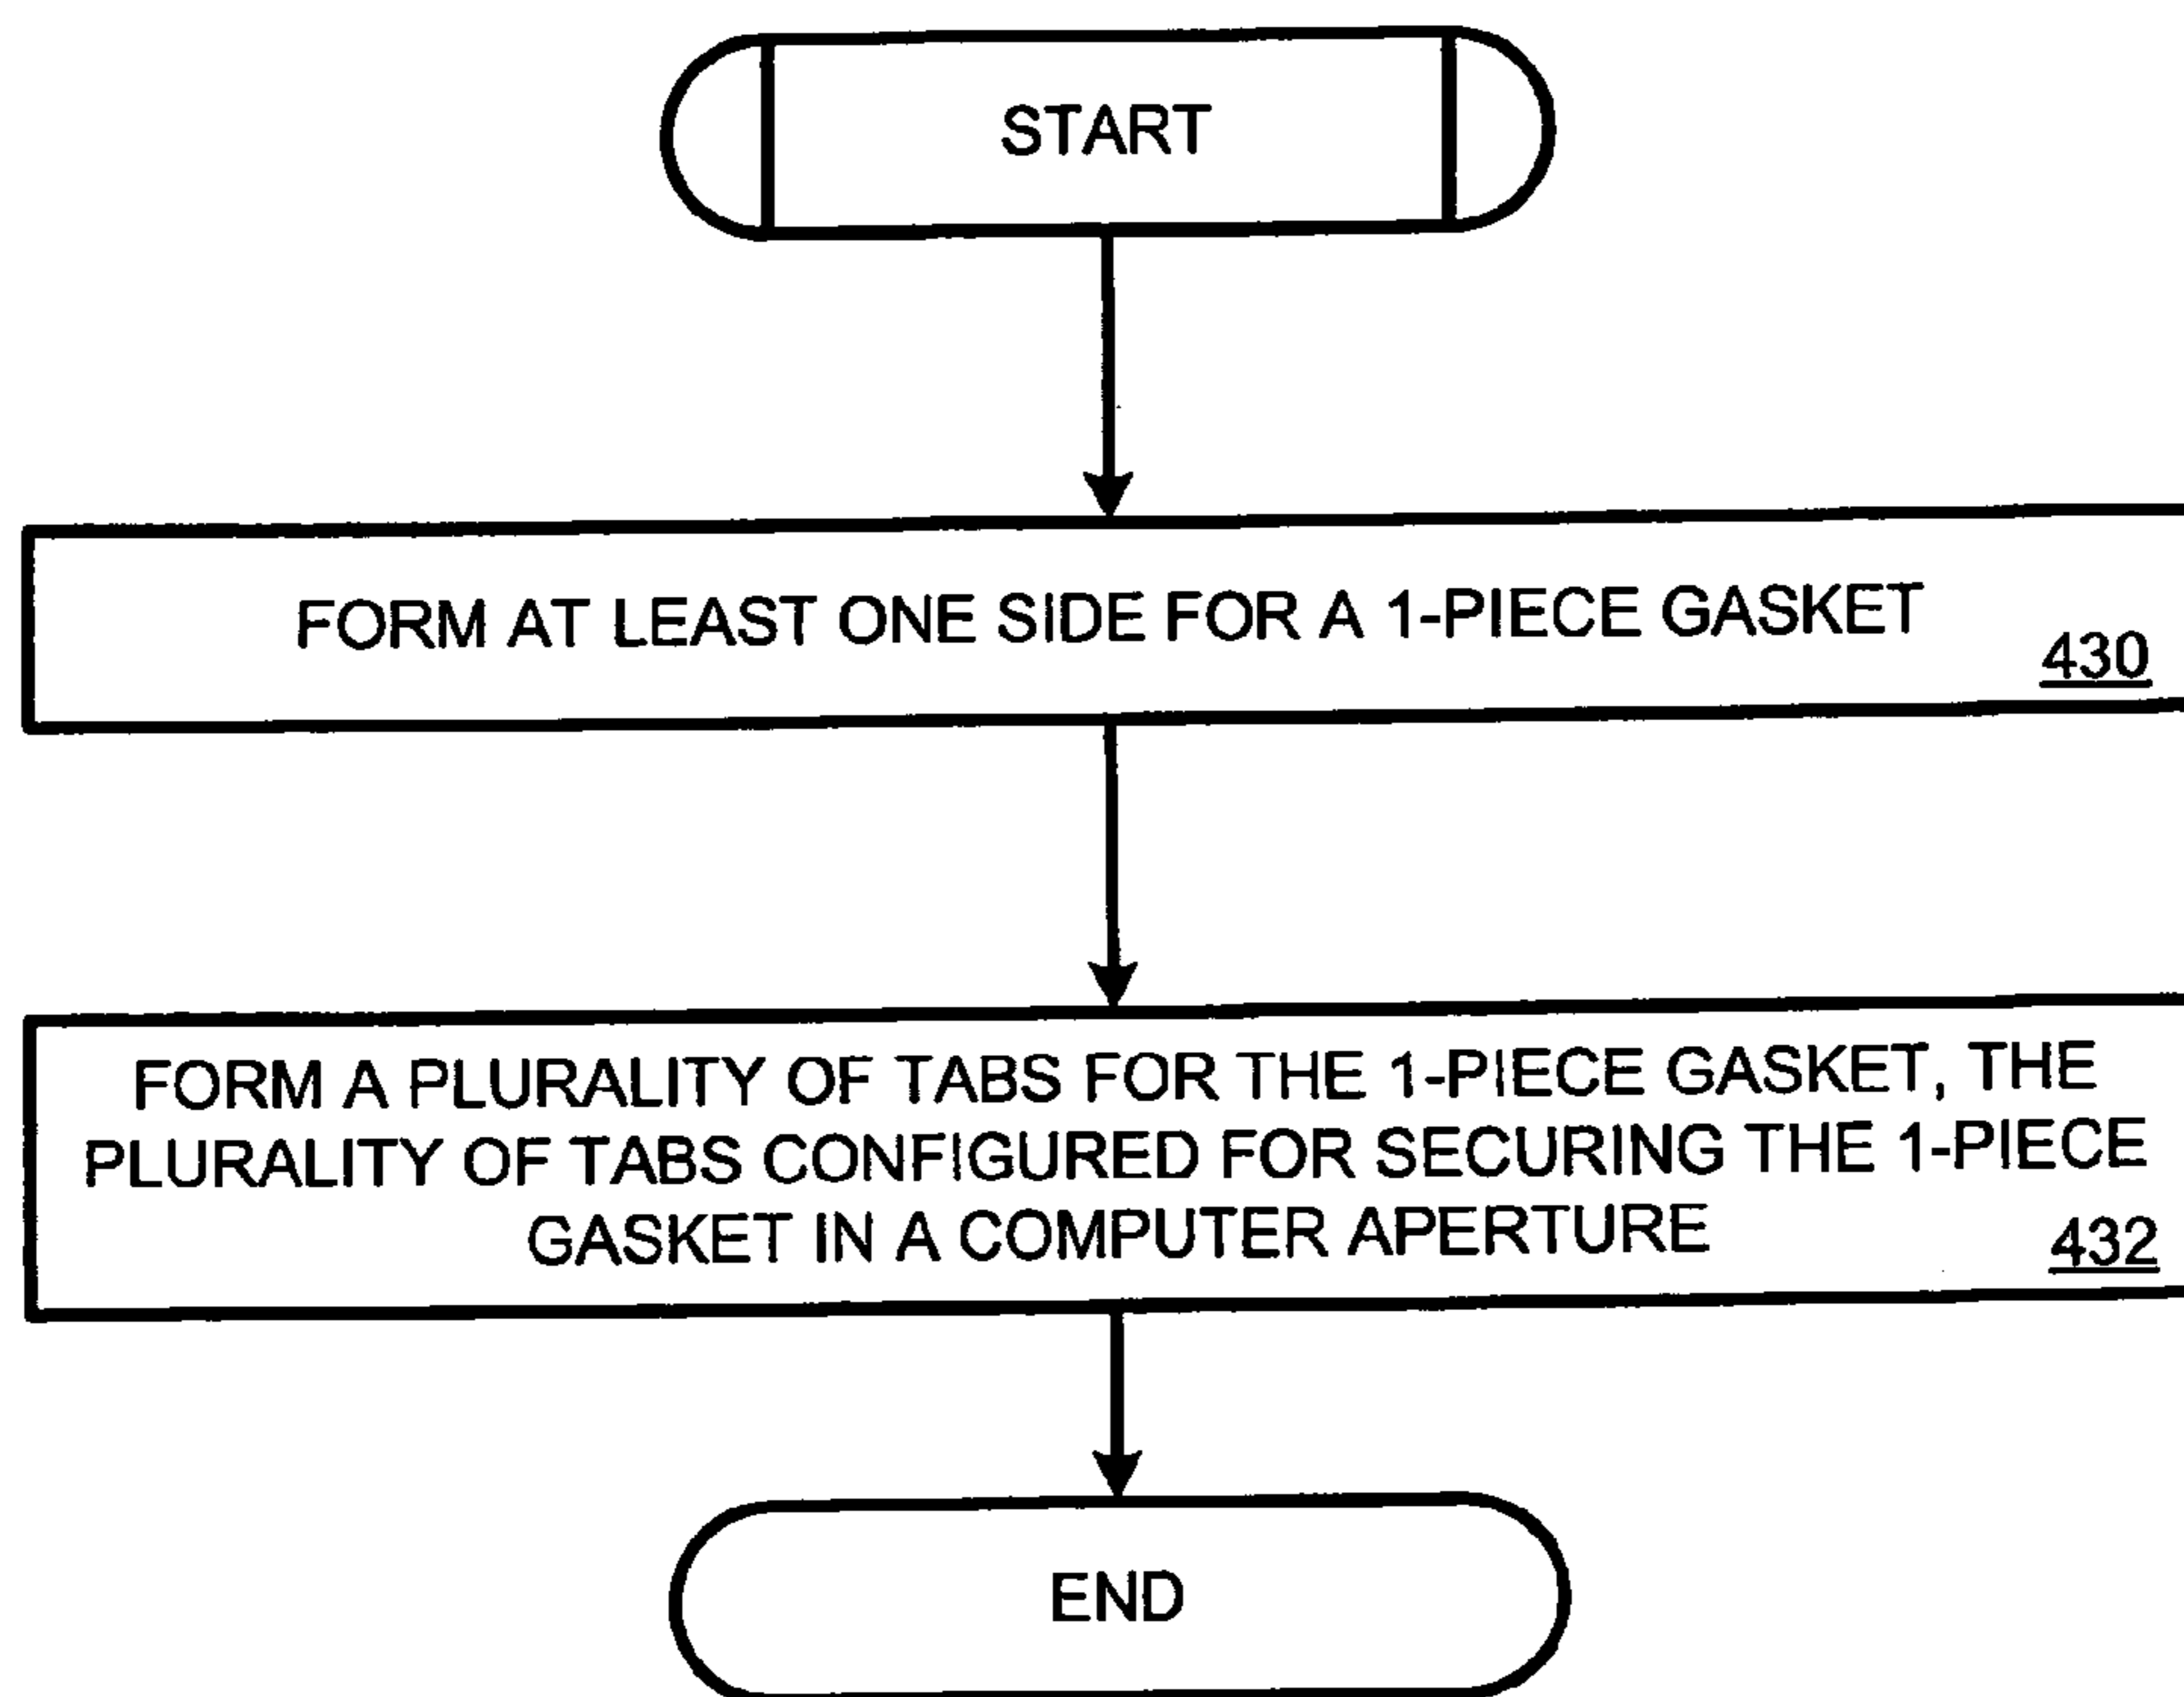 START
FORM AT LEAST ONE SIDE FOR A 1-PIECE GASKET
430
FORM A PLURALITY OF TABS FOR THE 1-PIECE GASKET, THE
PLURALITY OF TABS CONFIGURED FOR SECURING THE 1-PIECE
GASKET IN A COMPUTER APERTURE
432
END